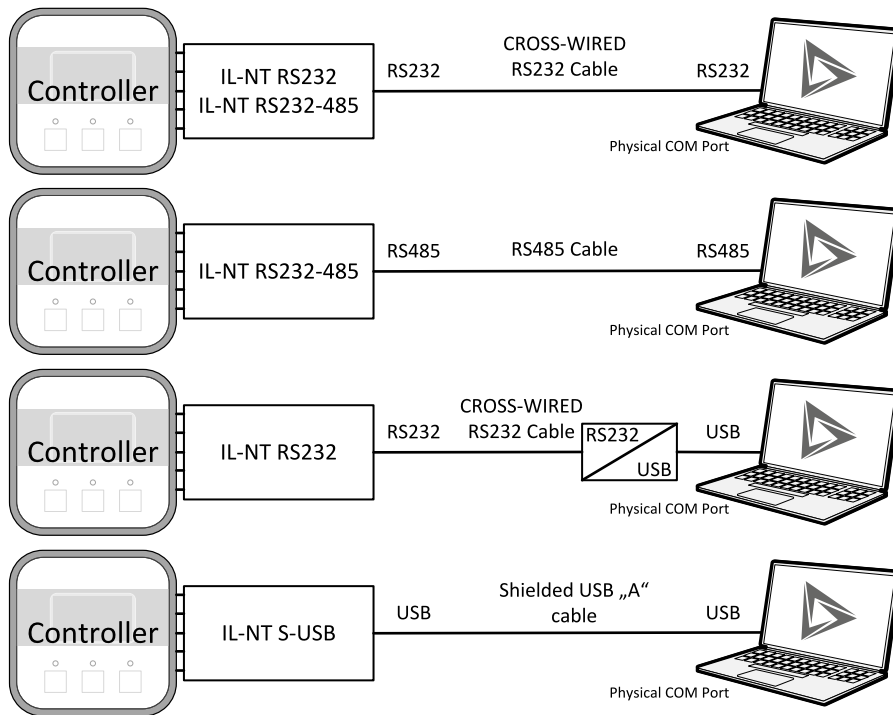 Controller
IL-NT RS232
IL-NT RS232-485
RS232
CROSS-WIRED
RS232 Cable
RS232
Physical COM Port
Controller
IL-NT RS232-485
RS485
RS485 Cable
RS485
Physical COM Port
Controller
IL-NT RS232
RS232
CROSS-WIRED
RS232 Cable
RS232
USB
USB
Physical COM Port
Controller
IL-NT S-USB
USB
Shielded USB „A“
cable
USB
Physical COM Port